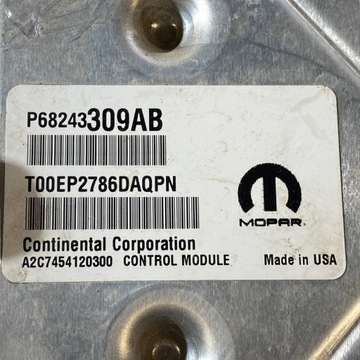 P68243309AB
T00EP2786DAQPN
MOPAR
Continental Corporation
A2C7454120300 CONTROL MODULE Made in USA